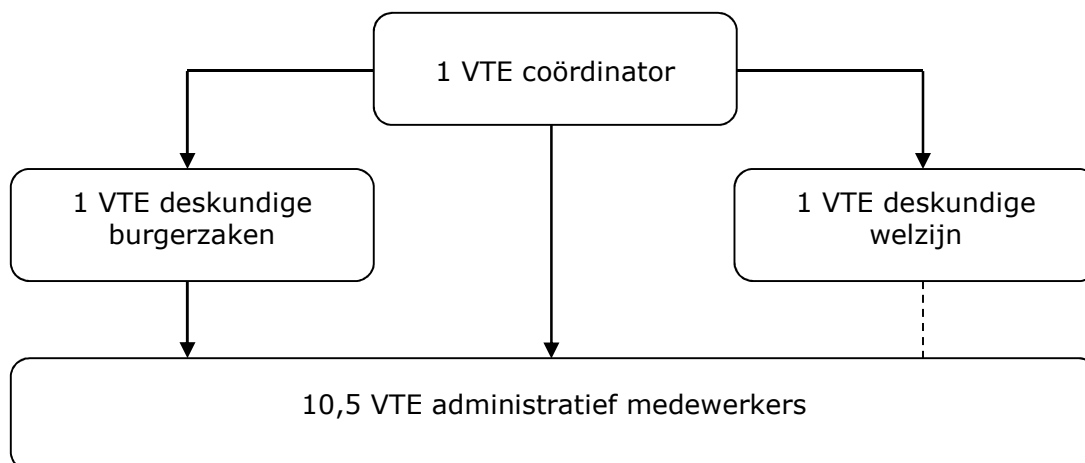 1 VTE coördinator
1 VTE deskundige
burgerzaken
1 VTE deskundige
welzijn
10,5 VTE administratief medewerkers